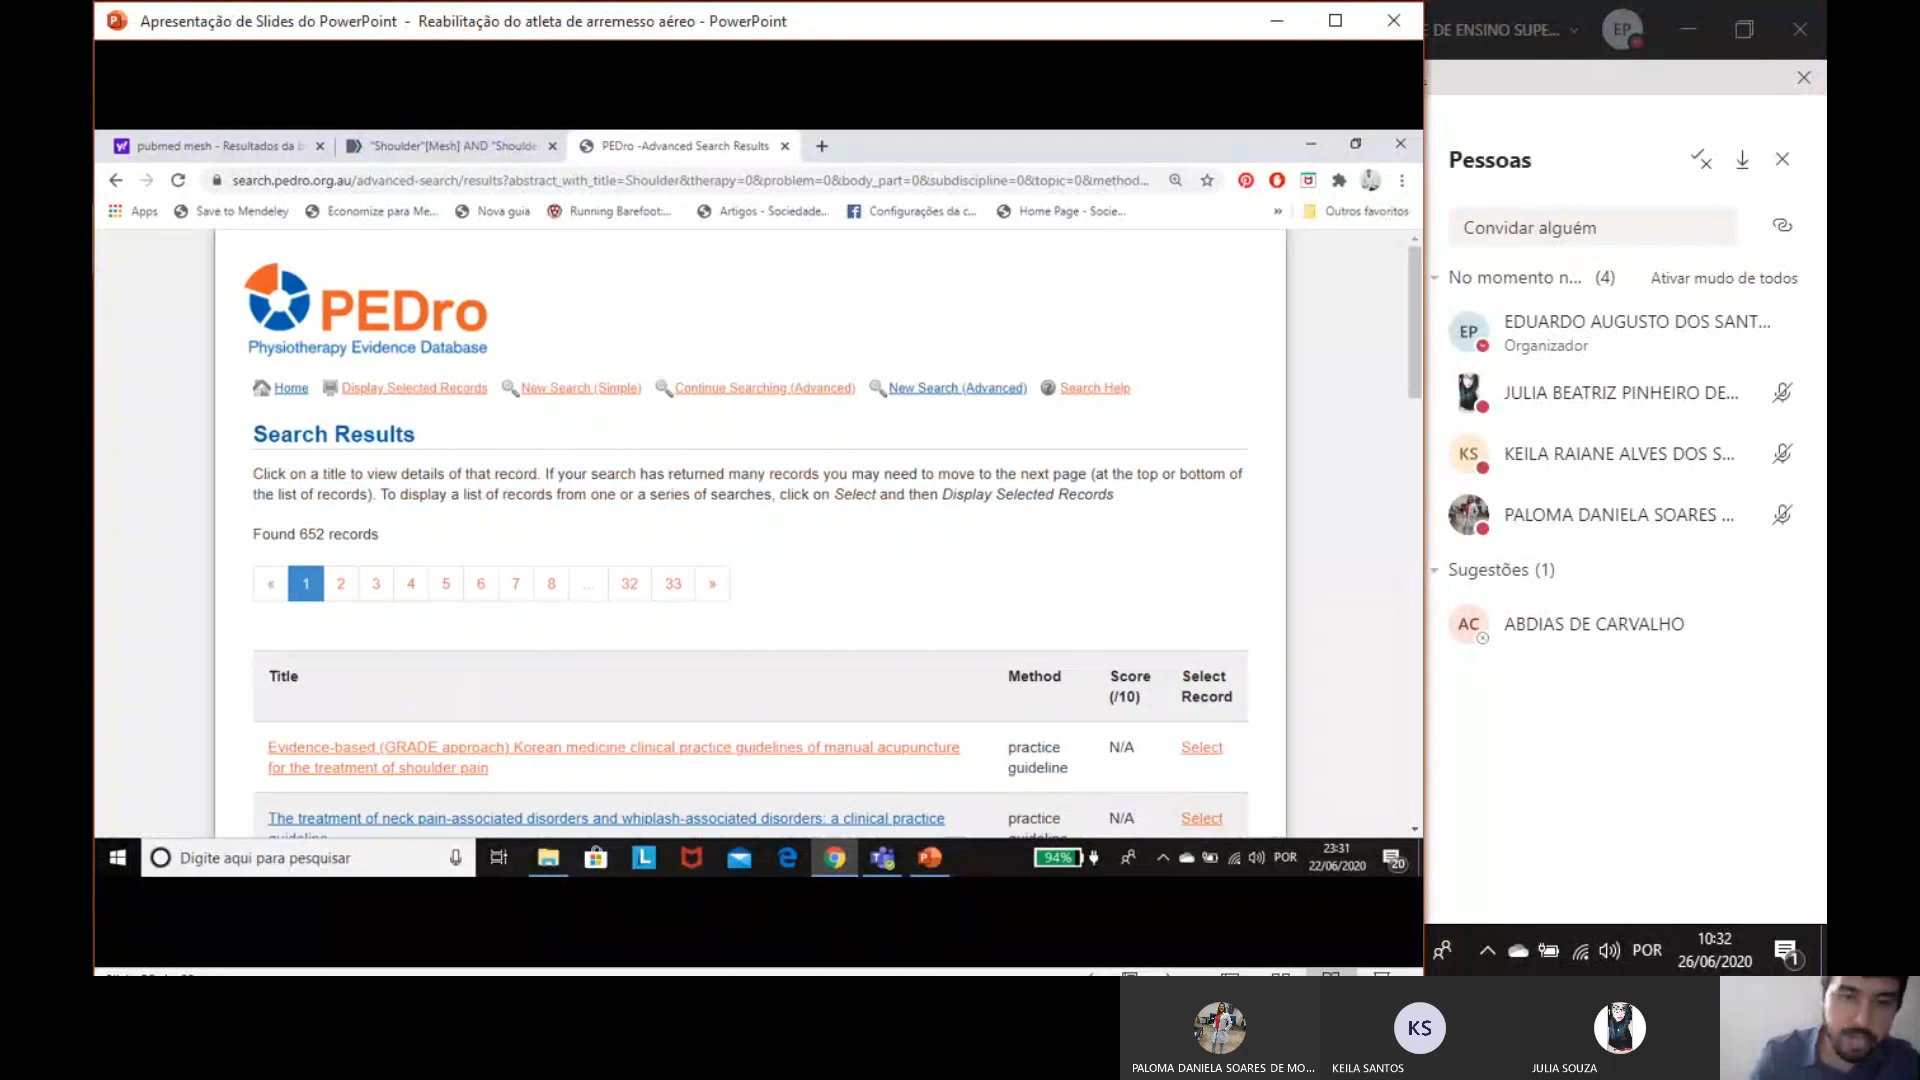 Apresentação de Slides do PowerPoint - Reabilitação do atleta de arremesso aéreo - PowerPoint
DE ENSINO SUPE...
EP
pubmed mesh - Resultados da b
"Shoulder"[Mesh] AND "Shoulde
PEDro -Advanced Search Results
search.pedro.org.au/advanced-search/results?abstract_with_title=Shoulder&therapy=0&problem=0&body_part=0&subdiscipline=0&topic=0&method...
Apps
Save to Mendeley
Economize para Me...
Nova guia
Running Barefoot:...
Artigos - Sociedade...
Configurações da c...
Home Page - Socie...
»
Outros favoritos
PEDro
Physiotherapy Evidence Database
Home
Display Selected Records
New Search (Simple)
Continue Searching (Advanced)
New Search (Advanced)
Search Help
Search Results
Click on a title to view details of that record. If your search has returned many records you may need to move to the next page (at the top or bottom of
the list of records). To display a list of records from one or a series of searches, click on Select and then Display Selected Records
Found 652 records
« 1 2 3 4 5 6 7 8 ... 32 33 »
Title
Method
Score
(/10)
Select
Record
Evidence-based (GRADE approach) Korean medicine clinical practice guidelines of manual acupuncture
for the treatment of shoulder pain
practice
guideline
N/A
Select
The treatment of neck pain-associated disorders and whiplash-associated disorders: a clinical practice
practice
N/A
Select
Digite aqui para pesquisar
94%
POR
23:31
22/06/2020
20
Pessoas
Convidar alguém
No momento n... (4)
Ativar mudo de todos
EP
EDUARDO AUGUSTO DOS SANT...
Organizador
JULIA BEATRIZ PINHEIRO DE...
KS
KEILA RAIANE ALVES DOS S...
PALOMA DANIELA SOARES ...
Sugestões (1)
AC
ABDIAS DE CARVALHO
POR
10:32
26/06/2020
1
KS
PALOMA DANIELA SOARES DE MO...
KEILA SANTOS
JULIA SOUZA